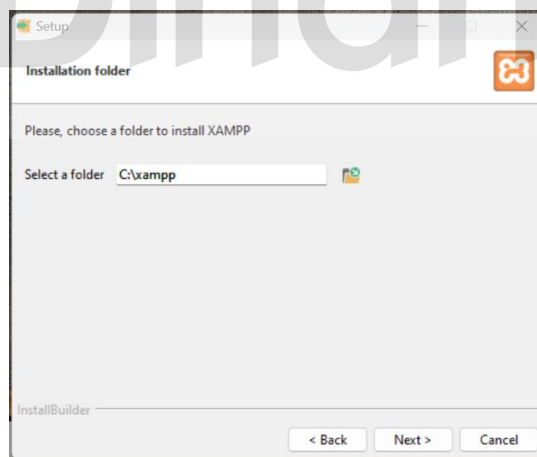 Setup
Installation folder
Please, choose a folder to install XAMPP
Select a folder C:\xampp
InstallBuilder
< Back Next > Cancel